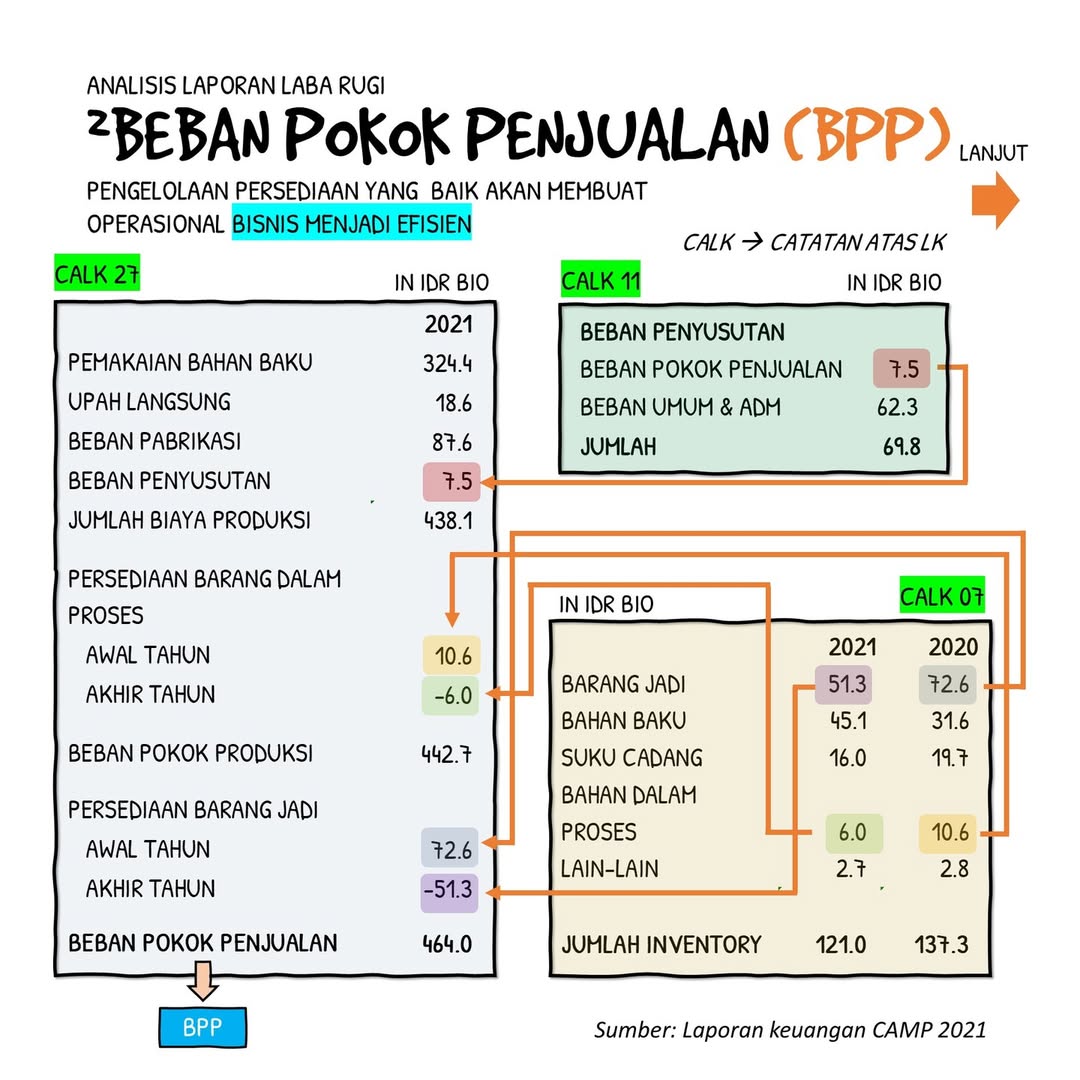 ANALISIS LAPORAN LABA RUGI
²BEBAN POKOK PENJUALAN (BPP)
LANJUT
PENGELOLAAN PERSEDIAAN YANG BAIK AKAN MEMBUAT
OPERASIONAL BISNIS MENJADI EFISIEN
CALK → CATATAN ATAS LK
CALK 27 IN IDR BIO
2021
PEMAKAIAN BAHAN BAKU 324.4
UPAH LANGSUNG 18.6
BEBAN PABRIKASI 87.6
BEBAN PENYUSUTAN 7.5
JUMLAH BIAYA PRODUKSI 438.1
PERSEDIAAN BARANG DALAM
PROSES
AWAL TAHUN 10.6
AKHIR TAHUN -6.0
BEBAN POKOK PRODUKSI 442.7
PERSEDIAAN BARANG JADI
AWAL TAHUN 72.6
AKHIR TAHUN -51.3
BEBAN POKOK PENJUALAN 464.0
BPP
CALK 11 IN IDR BIO
BEBAN PENYUSUTAN
BEBAN POKOK PENJUALAN 7.5
BEBAN UMUM & ADM 62.3
JUMLAH 69.8
IN IDR BIO CALK 07
2021 2020
BARANG JADI 51.3 72.6
BAHAN BAKU 45.1 31.6
SUKU CADANG 16.0 19.7
BAHAN DALAM
PROSES 6.0 10.6
LAIN-LAIN 2.7 2.8
JUMLAH INVENTORY 121.0 137.3
Sumber: Laporan keuangan CAMP 2021